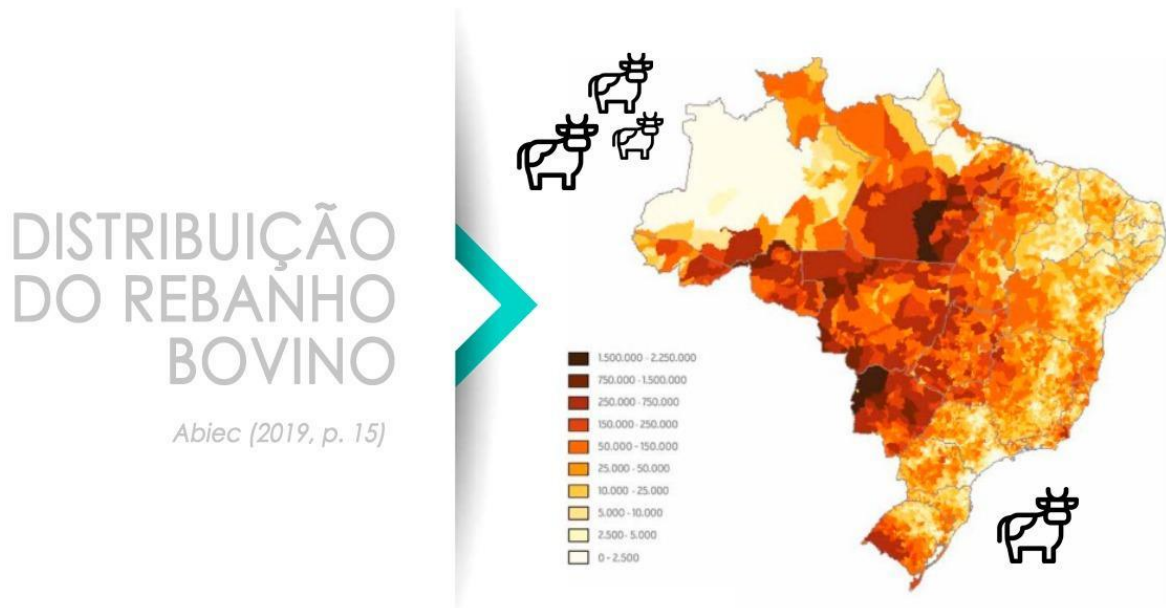 DISTRIBUIÇÃO
DO REBANHO
BOVINO
Abiec (2019, p. 15)
1.500.000 - 2.250.000
750.000 - 1.500.000
250.000 - 750.000
150.000 - 250.000
50.000 - 150.000
25.000 - 50.000
10.000 - 25.000
5.000 - 10.000
2.500 - 5.000
0 - 2.500